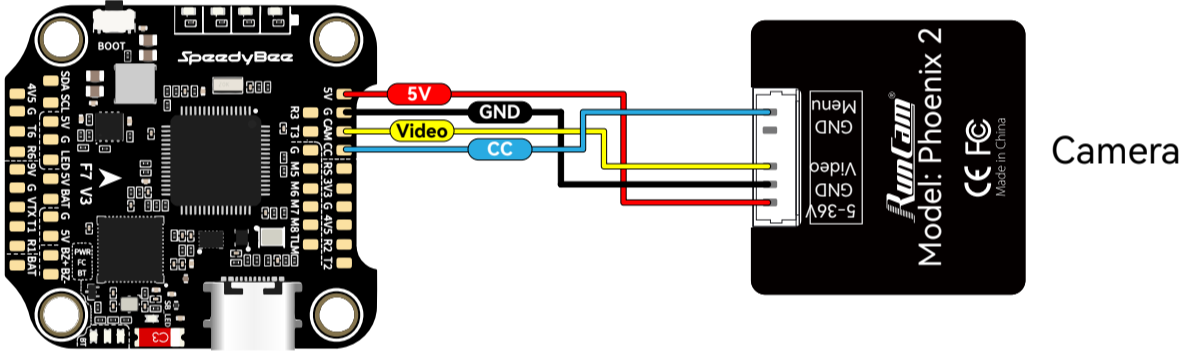 BOOT
SpeedyBee
SDA
SCL
5V
G
LED
5V
BAT
G
5V
BZ+
BZ-
4V5
G
T6
R6
G
VTX
T1
R1
BAT
F7 V3
PWR
FC
BT
SB LED
BT
C3
R3
T3
G
M5
M6
M7
M8
TLM
5V
G
CAM
CC
RS
3V3
G
4V5
R2
T2
5V
GND
Video
CC
Menu
GND
Video
GND
5-36V
RunCam®
Model: Phoenix 2
CE FC
Made in China
Camera